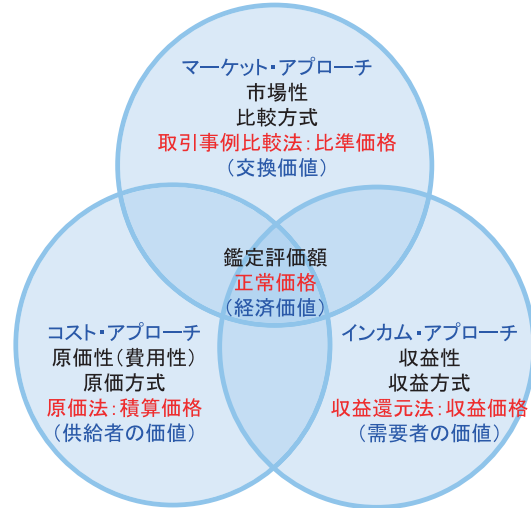 マーケット・アプローチ
市場性
比較方式
取引事例比較法：比準価格
（交換価値）
鑑定評価額
正常価格
（経済価値）
コスト・アプローチ
原価性（費用性）
原価方式
原価法：積算価格
（供給者の価値）
インカム・アプローチ
収益性
収益方式
収益還元法：収益価格
（需要者の価値）